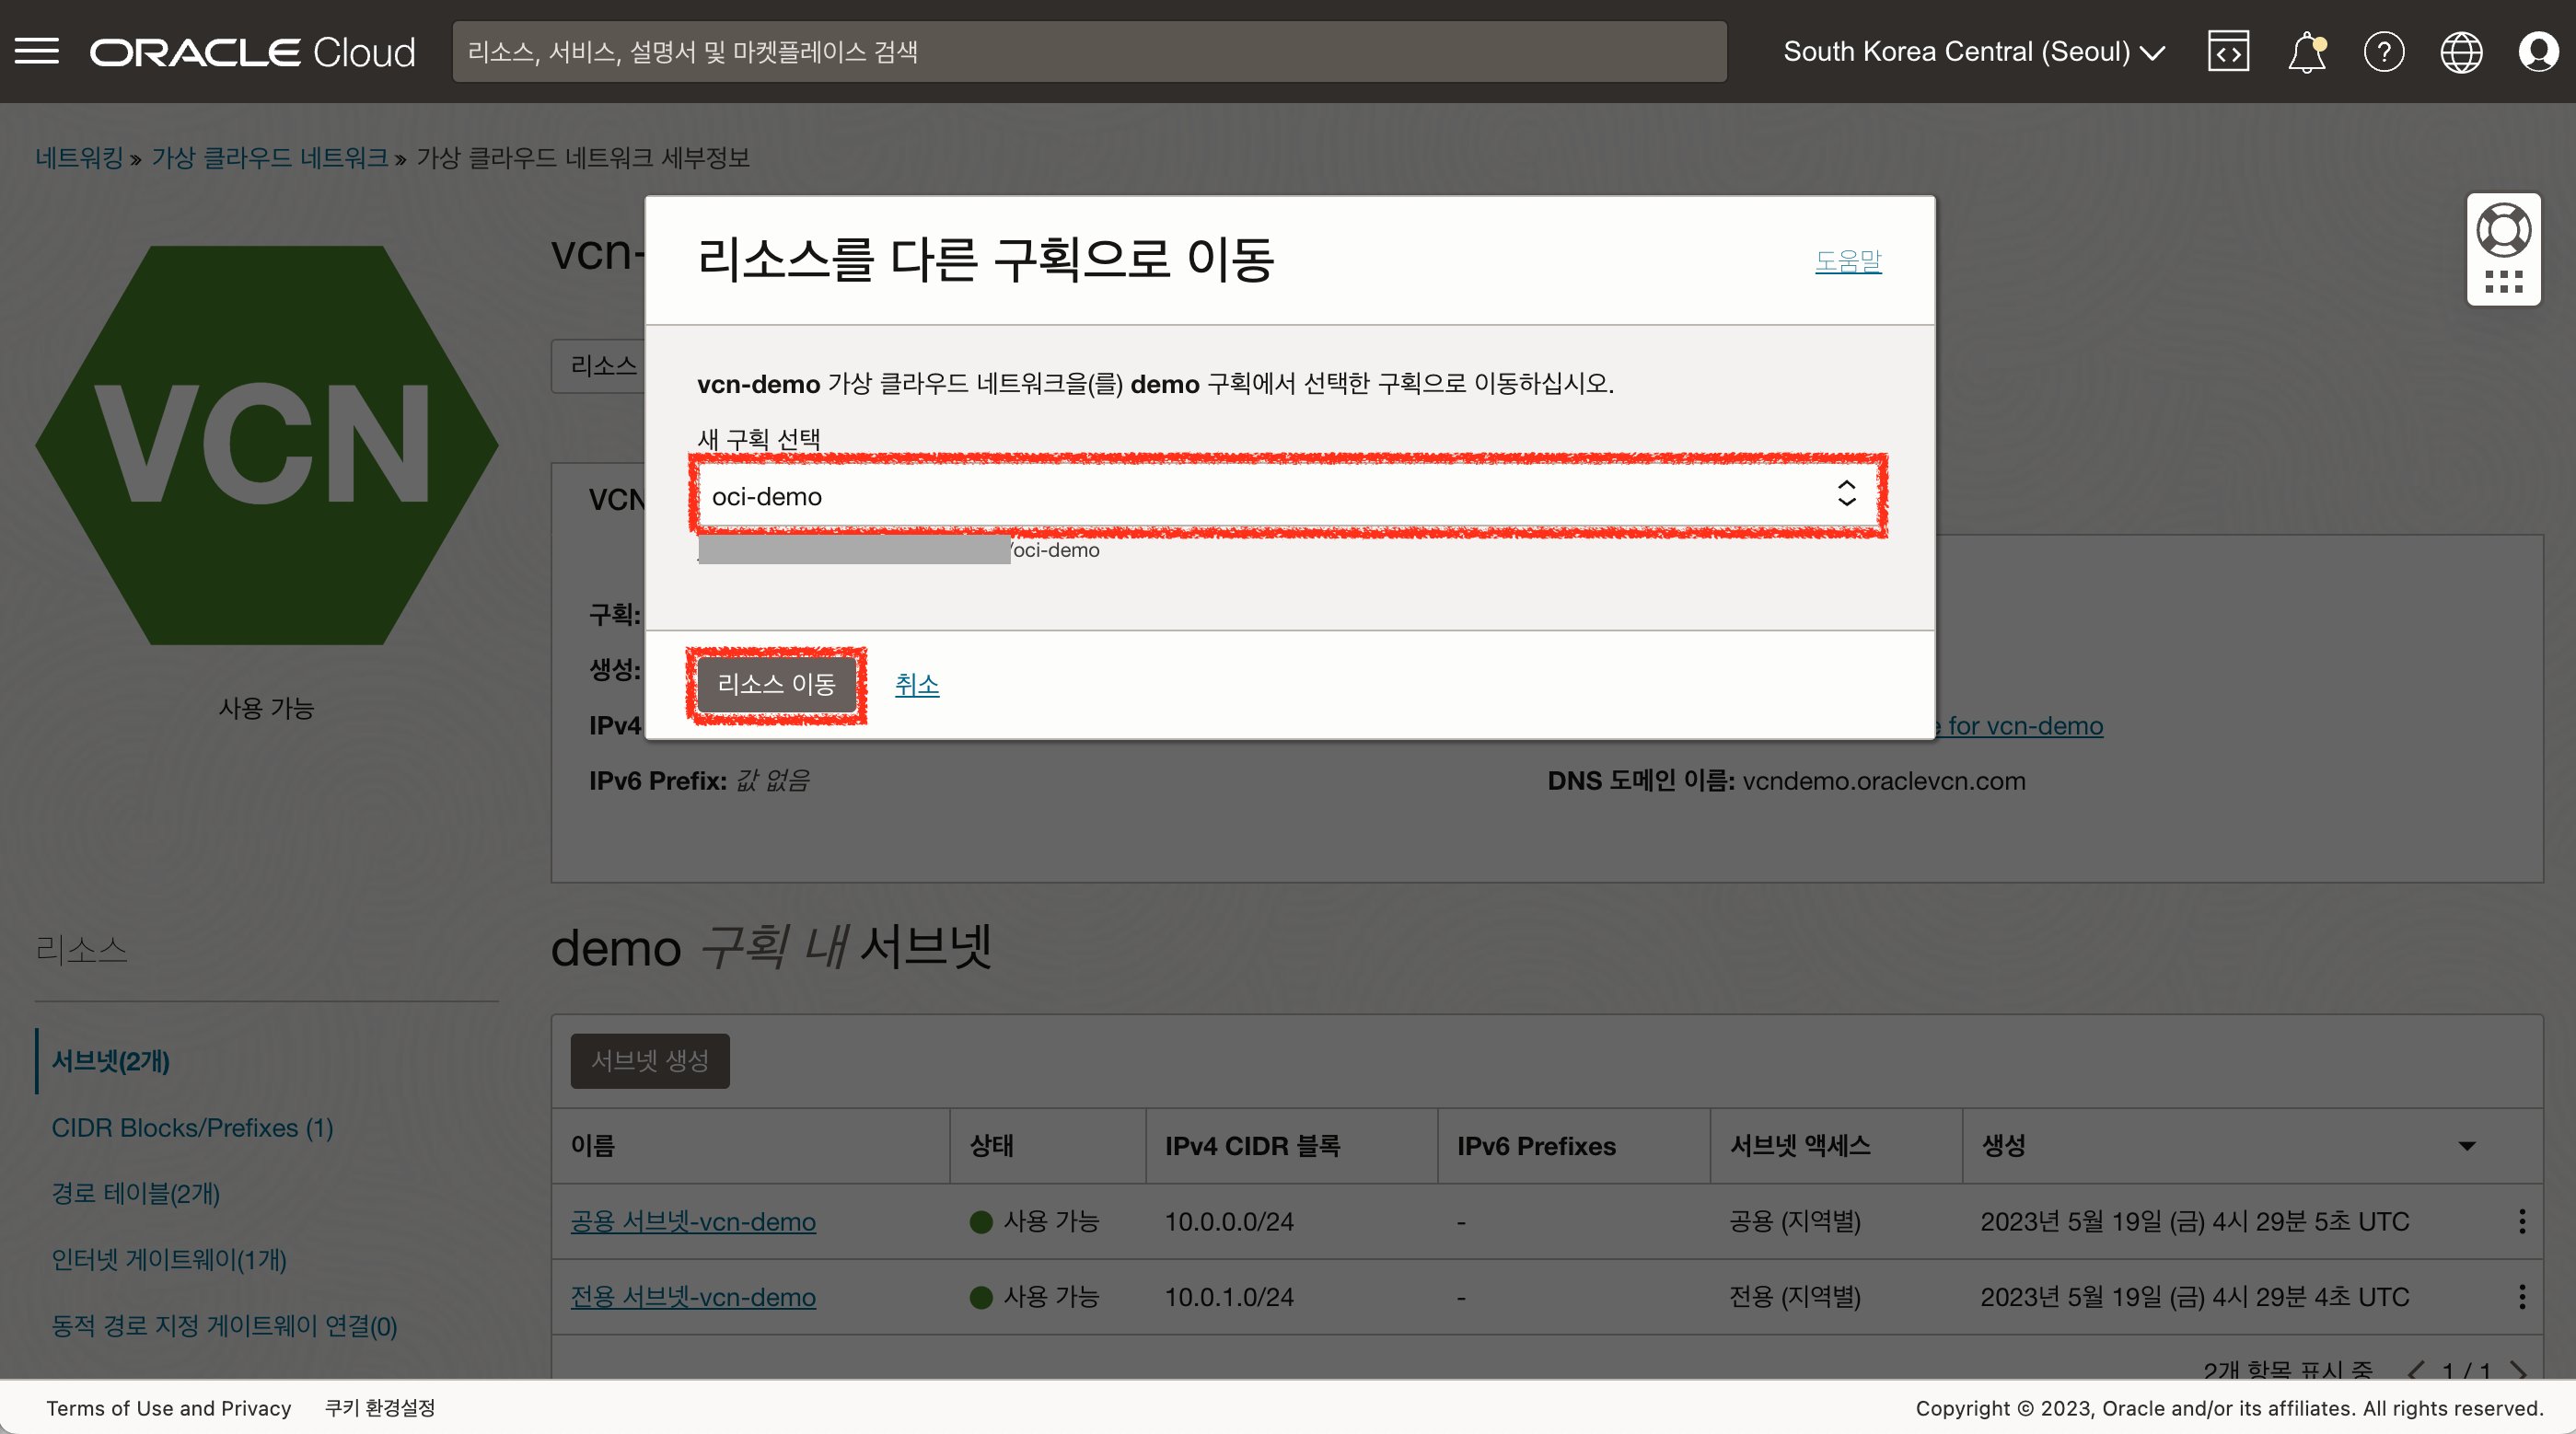 ORACLE Cloud
리소스, 서비스, 설명서 및 마켓플레이스 검색
South Korea Central (Seoul)
네트워킹 » 가상 클라우드 네트워크 » 가상 클라우드 네트워크 세부정보
VCN
사용 가능
vcn-
리소스
VCN
구획:
생성:
IPv4
IPv6 Prefix: 값 없음
e for vcn-demo
DNS 도메인 이름: vcndemo.oraclevcn.com
리소스를 다른 구획으로 이동
도움말
vcn-demo 가상 클라우드 네트워크을(를) demo 구획에서 선택한 구획으로 이동하십시오.
새 구획 선택
oci-demo
/oci-demo
리소스 이동 취소
리소스
서브넷(2개)
CIDR Blocks/Prefixes (1)
경로 테이블(2개)
인터넷 게이트웨이(1개)
동적 경로 지정 게이트웨이 연결(0)
demo 구획 내 서브넷
서브넷 생성
이름 상태 IPv4 CIDR 블록 IPv6 Prefixes 서브넷 액세스 생성
공용 서브넷-vcn-demo 사용 가능 10.0.0.0/24 - 공용 (지역별) 2023년 5월 19일 (금) 4시 29분 5초 UTC
전용 서브넷-vcn-demo 사용 가능 10.0.1.0/24 - 전용 (지역별) 2023년 5월 19일 (금) 4시 29분 4초 UTC
2개 항목 표시 중 1 / 1
Terms of Use and Privacy 쿠키 환경설정
Copyright © 2023, Oracle and/or its affiliates. All rights reserved.